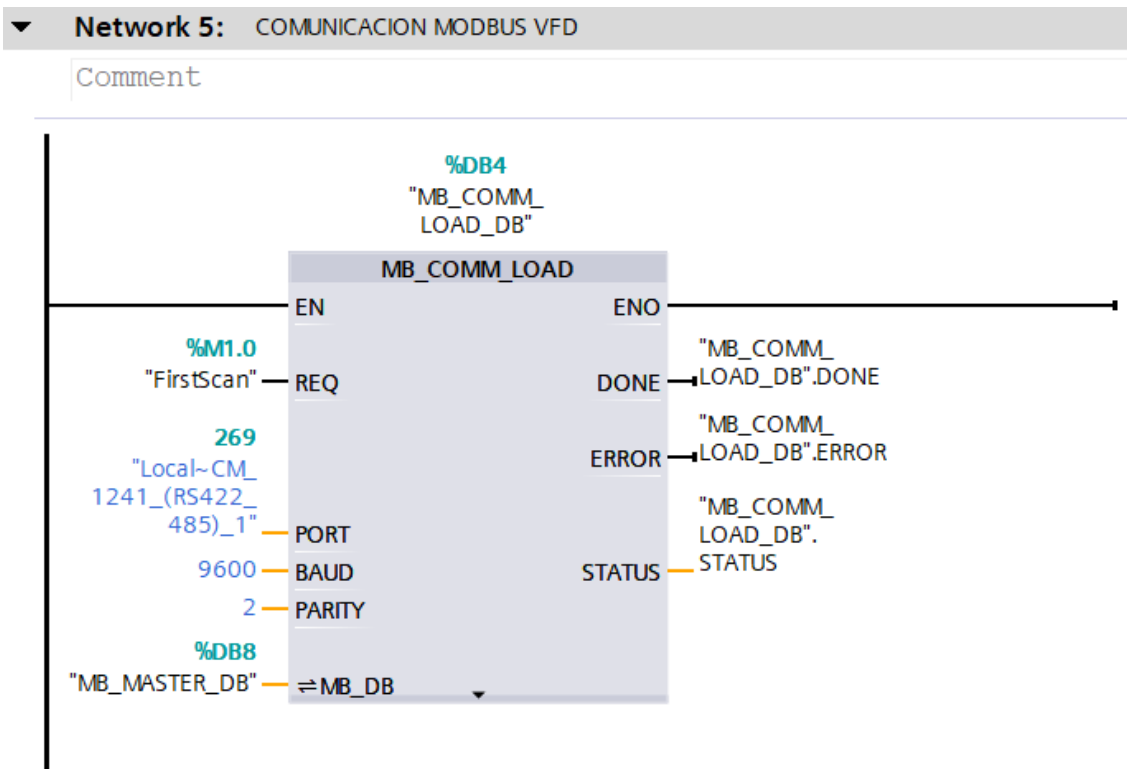 Network 5: COMUNICACION MODBUS VFD
Comment
%DB4
"MB_COMM_
LOAD_DB"
MB_COMM_LOAD
EN
ENO
%M1.0
"FirstScan"
REQ
DONE
"MB_COMM_
LOAD_DB".DONE
ERROR
"MB_COMM_
LOAD_DB".ERROR
269
"Local~CM_
1241_(RS422_
485)_1"
PORT
9600
BAUD
STATUS
"MB_COMM_
LOAD_DB".
STATUS
2
PARITY
%DB8
"MB_MASTER_DB"
⇌MB_DB